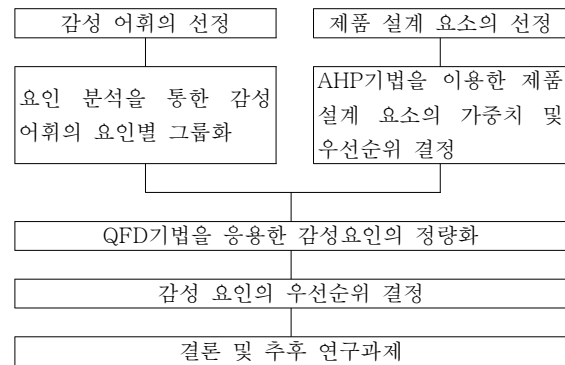 감성 어휘의 선정
제품 설계 요소의 선정
요인 분석을 통한 감성
어휘의 요인별 그룹화
AHP기법을 이용한 제품
설계 요소의 가중치 및
우선순위 결정
QFD기법을 응용한 감성요인의 정량화
감성 요인의 우선순위 결정
결론 및 추후 연구과제